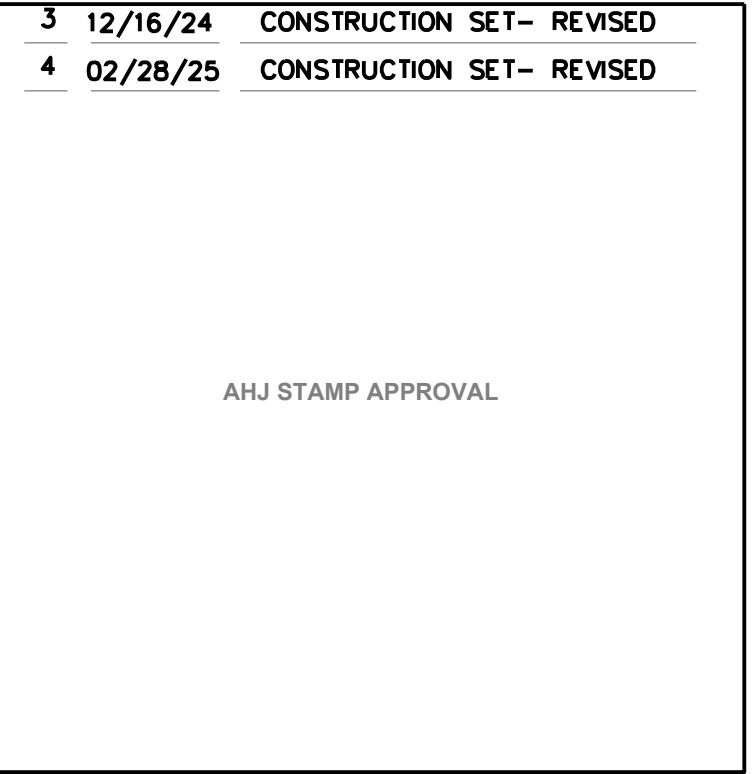 3 12/16/24 CONSTRUCTION SET- REVISED
4 02/28/25 CONSTRUCTION SET- REVISED
AHJ STAMP APPROVAL